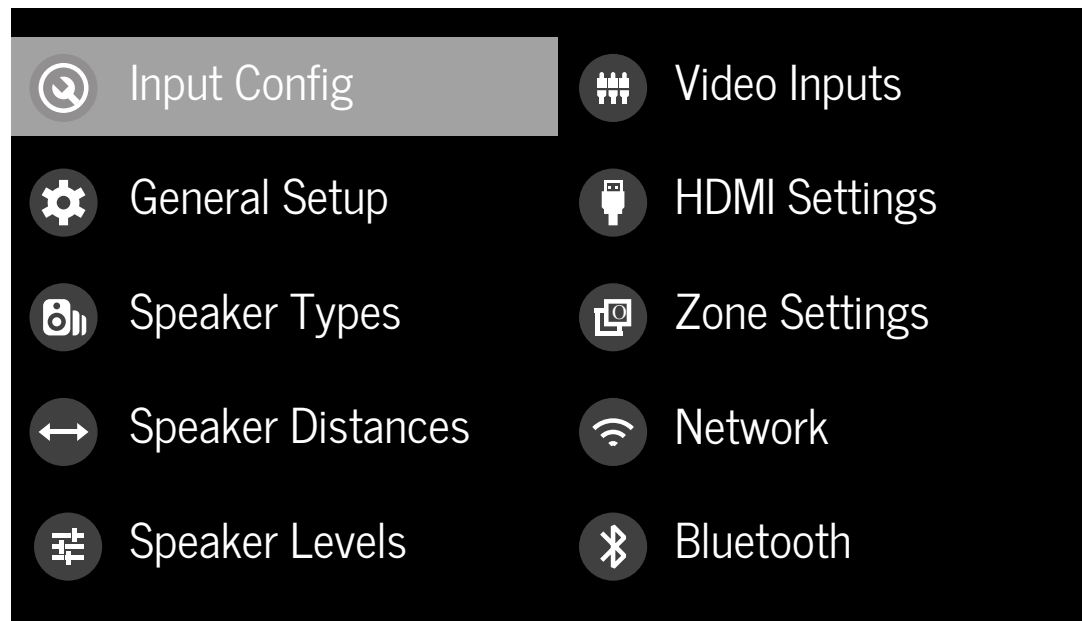 Input Config
General Setup
Speaker Types
Speaker Distances
Speaker Levels
Video Inputs
HDMI Settings
O
Zone Settings
Network
Bluetooth